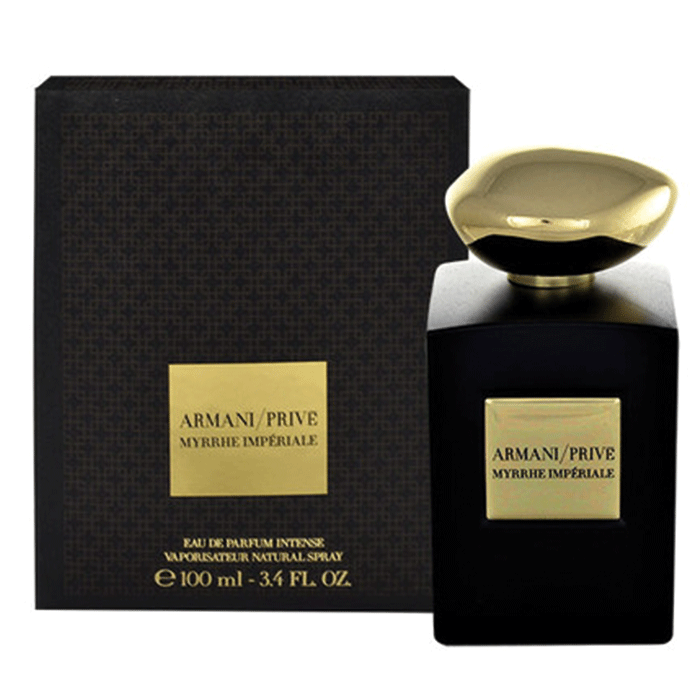 ARMANI/PRIVE
MYRRHE IMPÉRIALE
EAU DE PARFUM INTENSE
VAPORISATEUR NATURAL SPRAY
℮ 100 ml - 3.4 FL. OZ.
ARMANI/PRIVE
MYRRHE IMPÉRIALE